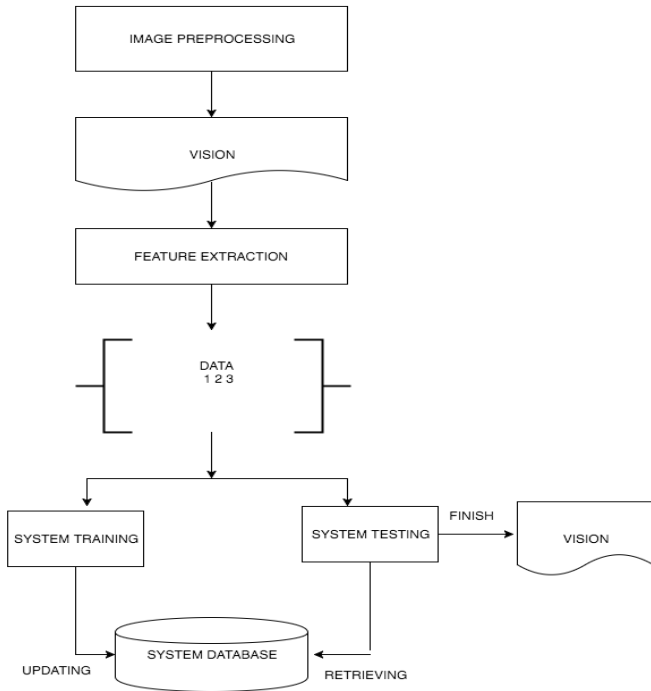 IMAGE PREPROCESSING
VISION
FEATURE EXTRACTION
DATA
1 2 3
SYSTEM TRAINING
SYSTEM TESTING
FINISH
VISION
UPDATING
SYSTEM DATABASE
RETRIEVING